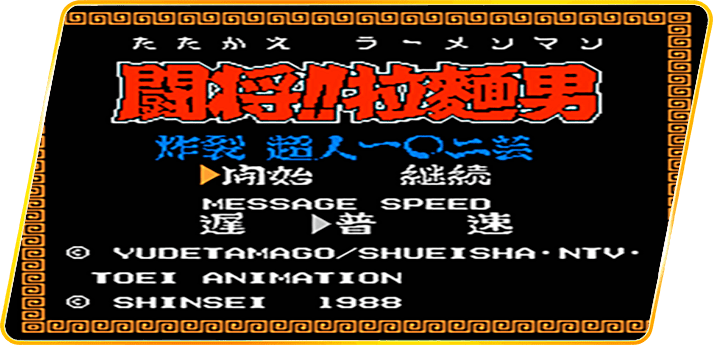 たたかえ ラーメンマン
闘将!!拉麵男
炸裂 超人一〇二芸
▶開始 継続
MESSAGE SPEED
遅 ▶普 速
© YUDETAMAGO/SHUEISHA・NTV・
TOEI ANIMATION
© SHINSEI 1988